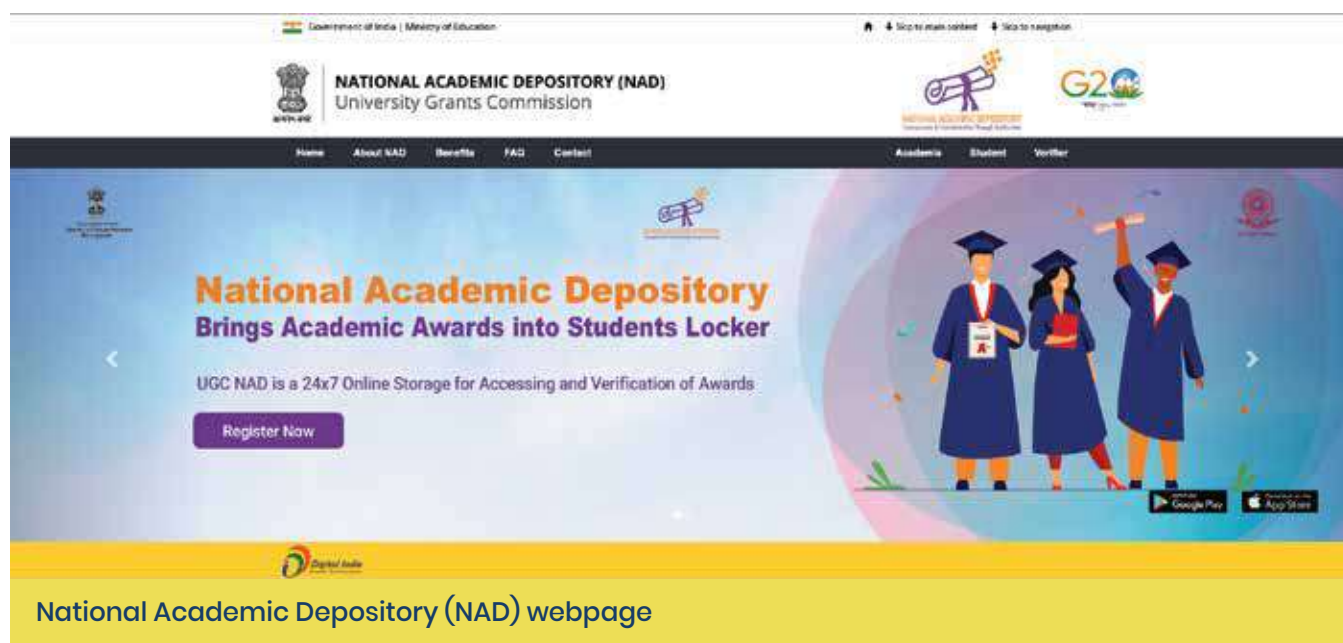 Government of India | Ministry of Education
Skip to main content Skip to navigation
NATIONAL ACADEMIC DEPOSITORY (NAD)
University Grants Commission
NATIONAL ACADEMIC DEPOSITORY
G20
Home About NAD Benefits FAQ Contact Academia Student Verifier
National Academic Depository
Brings Academic Awards into Students Locker
UGC NAD is a 24x7 Online Storage for Accessing and Verification of Awards
Register Now
A+
Google Play
App Store
Digital India
National Academic Depository (NAD) webpage